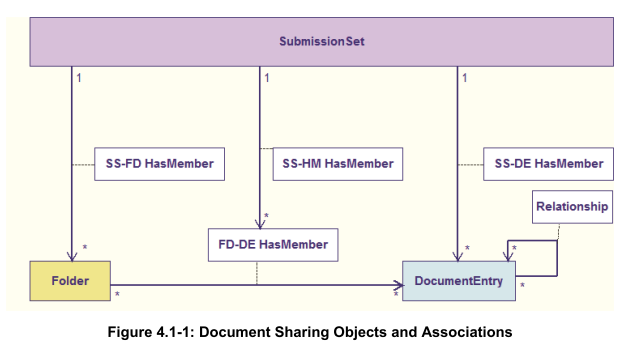 SubmissionSet
1
1
1
SS-FD HasMember
SS-HM HasMember
SS-DE HasMember
Relationship
*
FD-DE HasMember
*
*
*
Folder
DocumentEntry
*
*
*
Figure 4.1-1: Document Sharing Objects and Associations